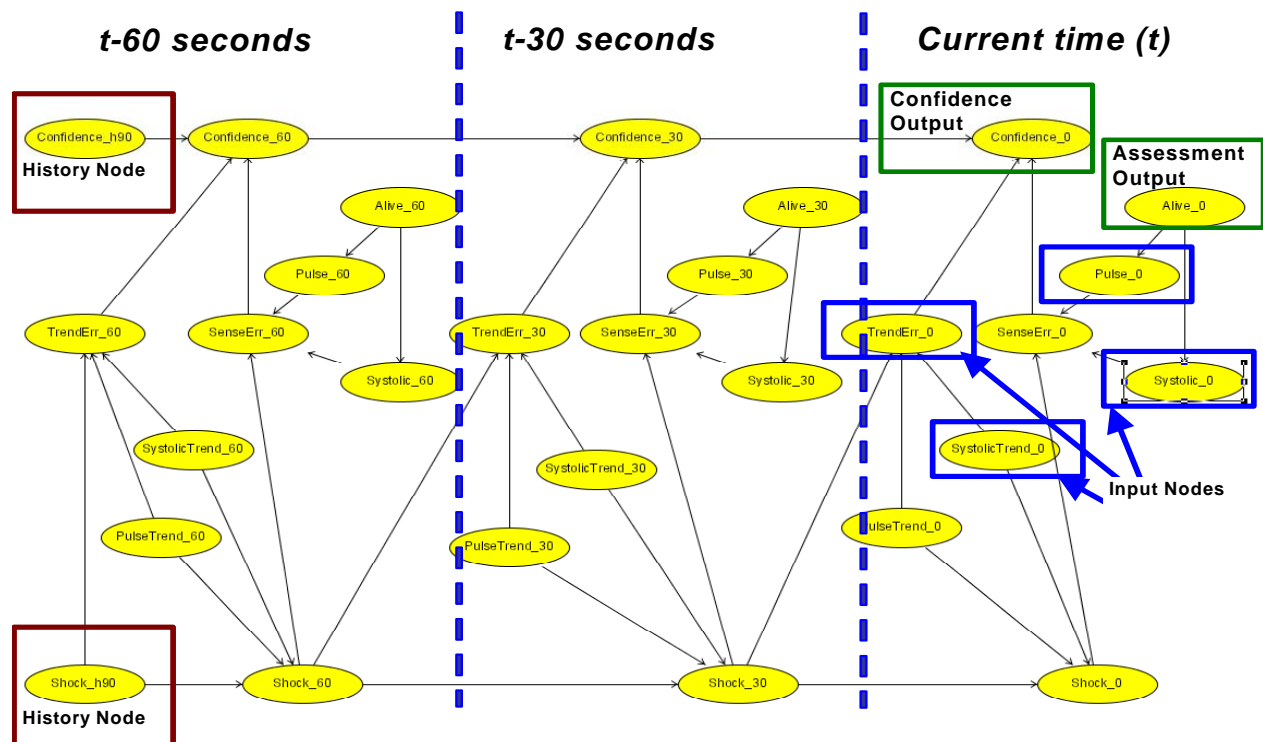 t-60 seconds
t-30 seconds
Current time (t)
Confidence_h90
History Node
Confidence_60
Confidence_30
Confidence
Output
Confidence_0
Assessment
Output
Alive_60
Alive_30
Alive_0
Pulse_60
Pulse_30
Pulse_0
TrendErr_60
SenseErr_60
TrendErr_30
SenseErr_30
TrendErr_0
SenseErr_0
Systolic_60
Systolic_30
Systolic_0
SystolicTrend_60
SystolicTrend_30
SystolicTrend_0
Input Nodes
PulseTrend_60
PulseTrend_30
PulseTrend_0
Shock_h90
History Node
Shock_60
Shock_30
Shock_0